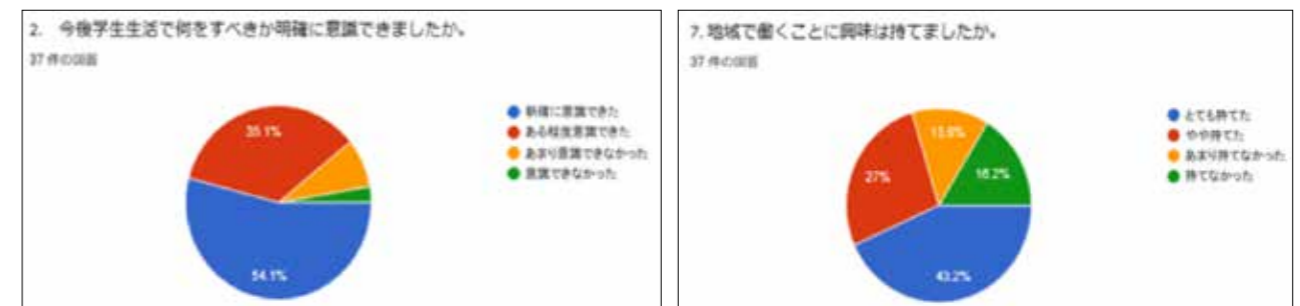 2. 今後学生生活で何をすべきか明確に意識できましたか。
37 件の回答
明確に意識できた
ある程度意識できた
あまり意識できなかった
意識できなかった
35.1%
54.1%
7. 地域で働くことに興味は持てましたか。
37 件の回答
とても持てた
やや持てた
あまり持てなかった
持てなかった
13.6%
27%
16.2%
43.2%